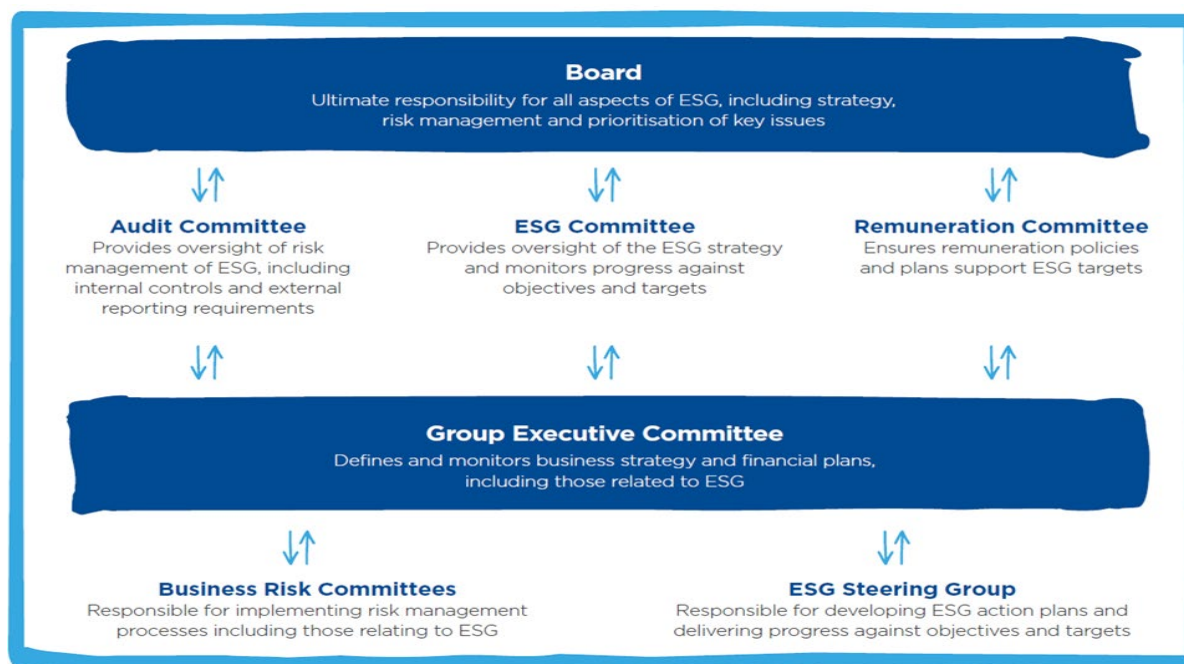 Board
Ultimate responsibility for all aspects of ESG, including strategy,
risk management and prioritisation of key issues
Audit Committee
Provides oversight of risk
management of ESG, including
internal controls and external
reporting requirements
ESG Committee
Provides oversight of the ESG strategy
and monitors progress against
objectives and targets
Remuneration Committee
Ensures remuneration policies
and plans support ESG targets
Group Executive Committee
Defines and monitors business strategy and financial plans,
including those related to ESG
Business Risk Committees
Responsible for implementing risk management
processes including those relating to ESG
ESG Steering Group
Responsible for developing ESG action plans and
delivering progress against objectives and targets